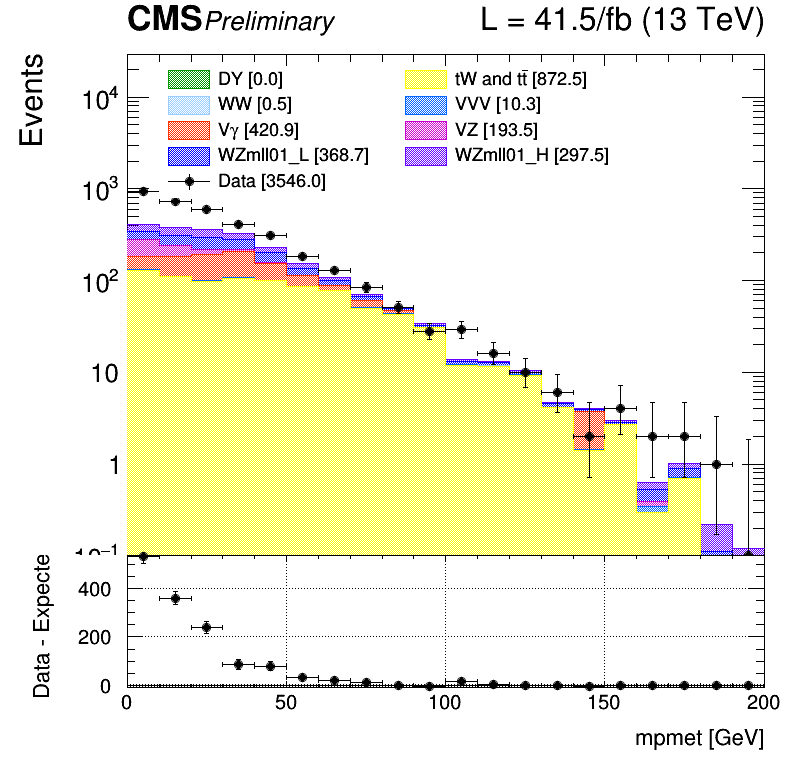 CMS Preliminary L = 41.5/fb (13 TeV)
Events
DY [0.0] tW and tt̄ [872.5]
WW [0.5] VVV [10.3]
Vγ [420.9] VZ [193.5]
WZmll01_L [368.7] WZmll01_H [297.5]
Data [3546.0]
10⁴
10³
10²
10
1
10⁻¹
Data - Expecte
400
200
0
0 50 100 150 200
mpmet [GeV]